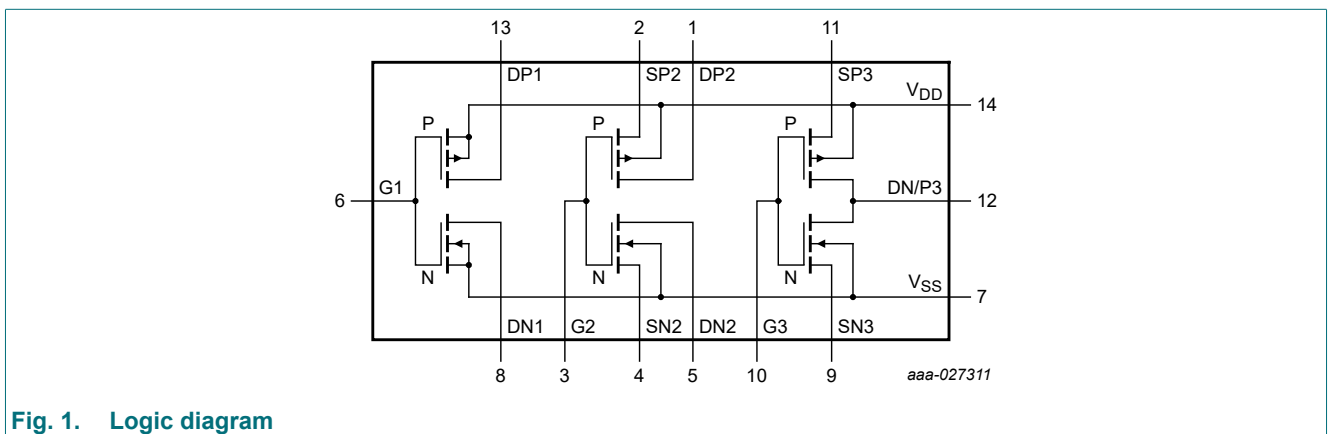 13 2 1 11
DP1 SP2 DP2 SP3
VDD 14
P P P
6 G1 DN/P3 12
N N N
VSS 7
DN1 G2 SN2 DN2 G3 SN3
8 3 4 5 10 9
aaa-027311
Fig. 1. Logic diagram